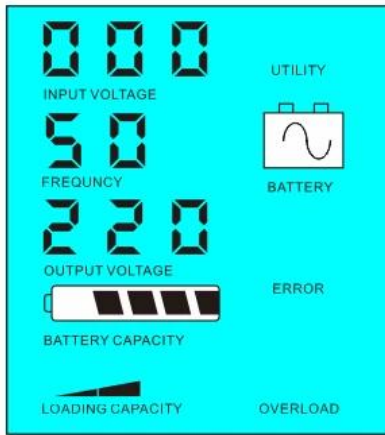 000
UTILITY
INPUT VOLTAGE
50
FREQUNCY
BATTERY
220
OUTPUT VOLTAGE
ERROR
BATTERY CAPACITY
LOADING CAPACITY
OVERLOAD